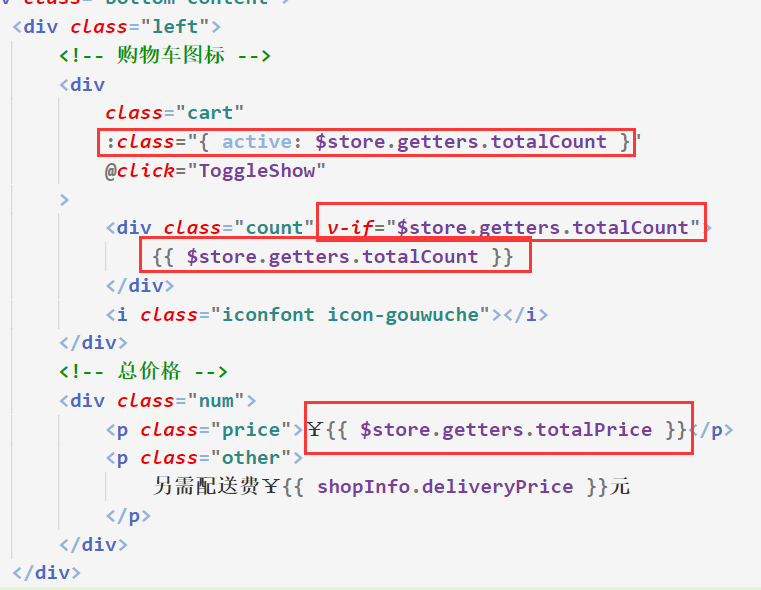 <div class="left">
<!-- 购物车图标 -->
<div
class="cart"
:class="{ active: $store.getters.totalCount }"
@click="ToggleShow"
>
<div class="count" v-if="$store.getters.totalCount">
{{ $store.getters.totalCount }}
</div>
<i class="iconfont icon-gouwuche"></i>
</div>
<!-- 总价格 -->
<div class="num">
<p class="price">¥{{ $store.getters.totalPrice }}</p>
<p class="other">
另需配送费¥{{ shopInfo.deliveryPrice }}元
</p>
</div>
</div>